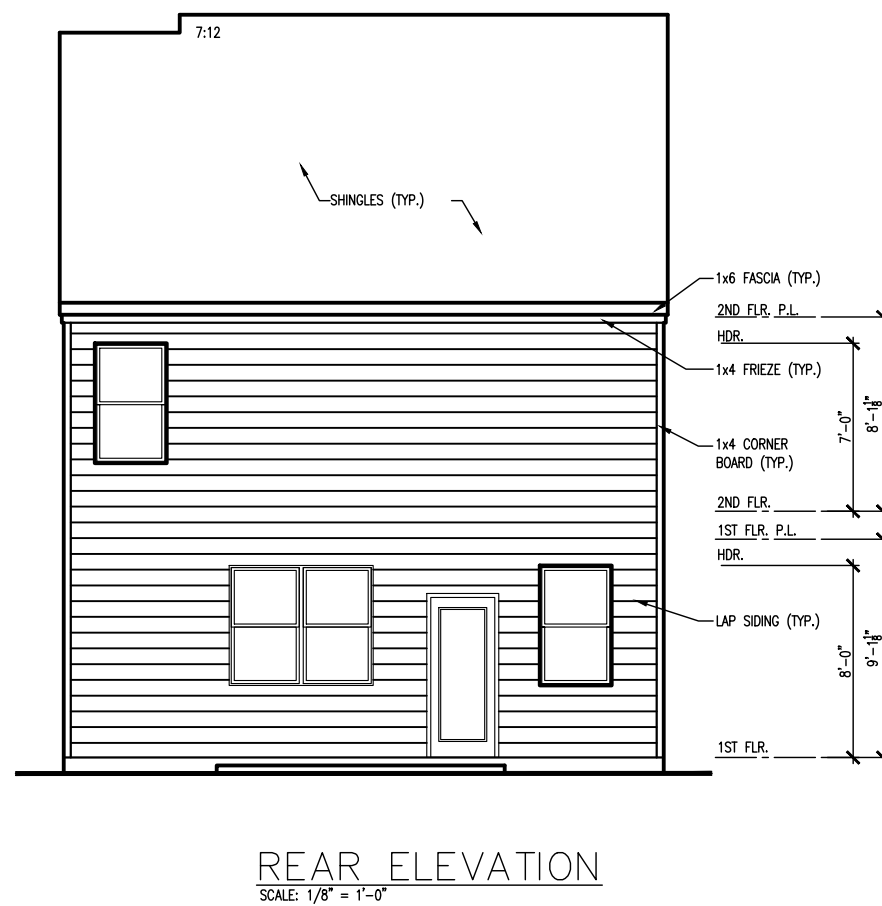 7:12
SHINGLES (TYP.)
1x6 FASCIA (TYP.)
2ND FLR. P.L.
HDR.
1x4 FRIEZE (TYP.)
7'-0"
8'-1 1/8"
1x4 CORNER
BOARD (TYP.)
2ND FLR.
1ST FLR. P.L.
HDR.
LAP SIDING (TYP.)
8'-0"
9'-1 1/8"
1ST FLR.
REAR ELEVATION
SCALE: 1/8" = 1'-0"